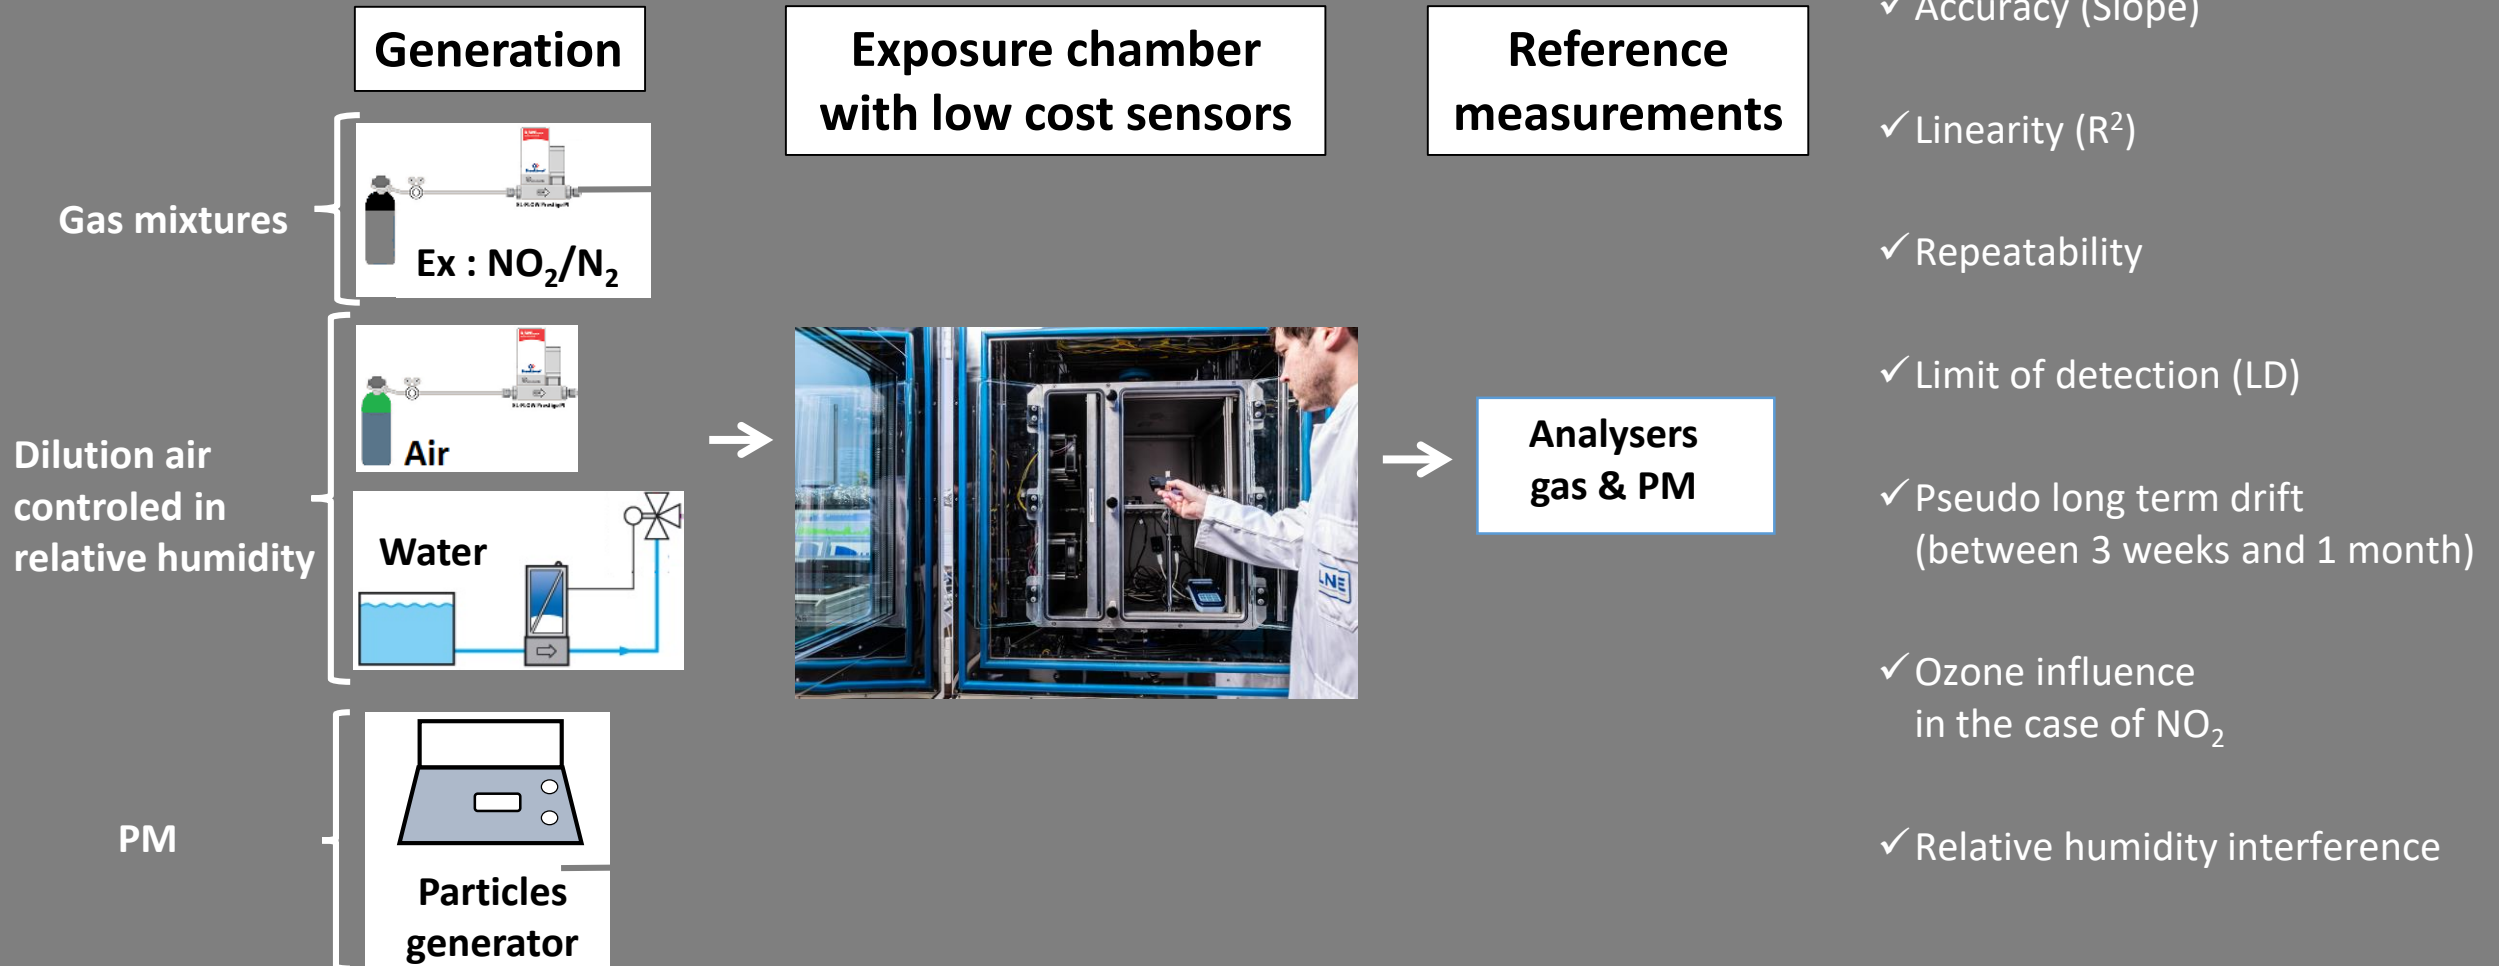 Generation
Exposure chamber
with low cost sensors
Reference
measurements
Gas mixtures
Ex : NO₂/N₂
Dilution air
controled in
relative humidity
Air
Water
PM
Particles
generator
LNE
Analysers
gas & PM
✓ Accuracy (Slope)
✓ Linearity (R²)
✓ Repeatability
✓ Limit of detection (LD)
✓ Pseudo long term drift
(between 3 weeks and 1 month)
✓ Ozone influence
in the case of NO₂
✓ Relative humidity interference